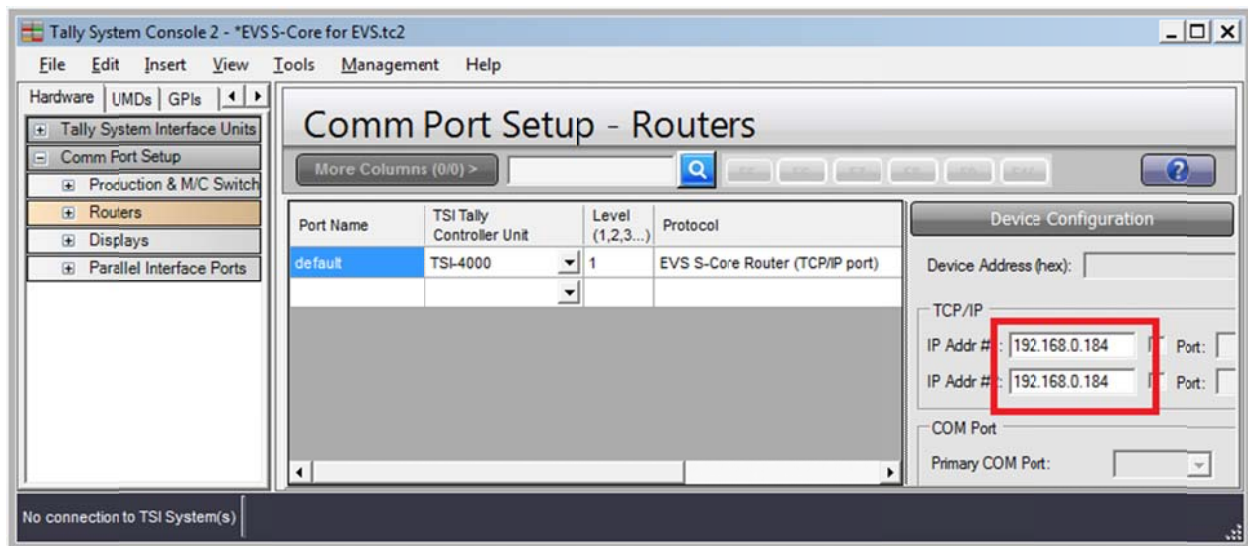 Tally System Console 2 - *EVS S-Core for EVS.tc2
File Edit Insert View Tools Management Help
Hardware UMDs GPIs
Tally System Interface Units
Comm Port Setup
Production & M/C Switch
Routers
Displays
Parallel Interface Ports
Comm Port Setup - Routers
More Columns (0/0) >
?
Port Name
TSI Tally
Controller Unit
Level
(1,2,3...)
Protocol
default TSI-4000 1 EVS S-Core Router (TCP/IP port)
Device Configuration
Device Address (hex):
TCP/IP
IP Addr # : 192.168.0.184 Port:
IP Addr # : 192.168.0.184 Port:
COM Port
Primary COM Port:
No connection to TSI System(s)